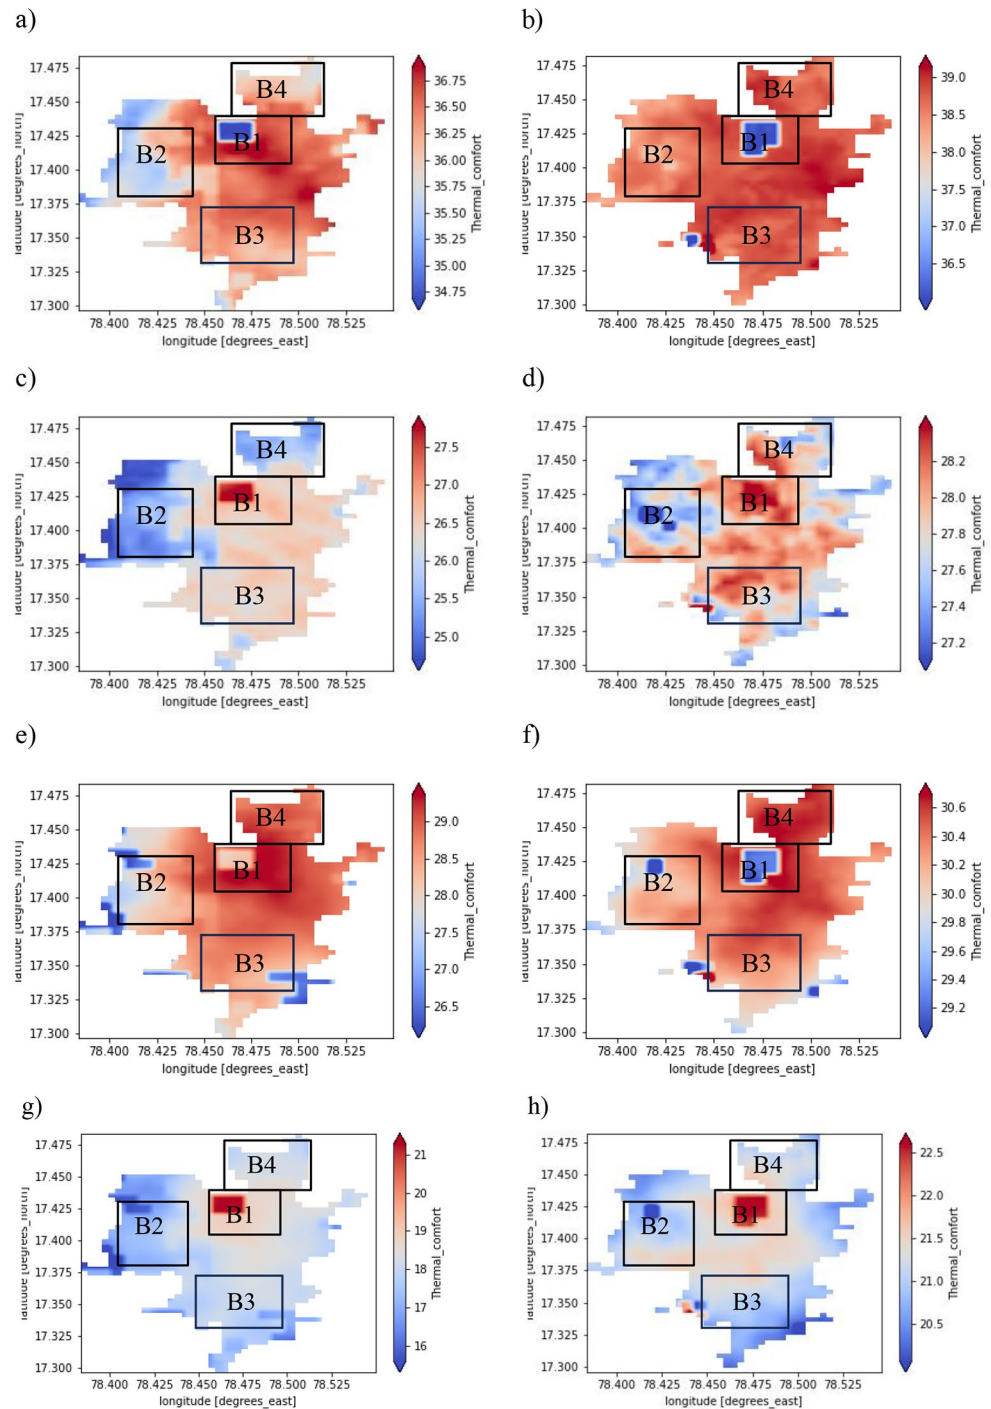 a)
17.475
17.450
17.425
17.400
17.375
17.350
17.325
17.300
latitude [degrees_north]
B4
B1
B2
B3
78.400 78.425 78.450 78.475 78.500 78.525
longitude [degrees_east]
36.75
36.50
36.25
36.00
35.75
35.50
35.25
35.00
34.75
Thermal_comfort
b)
17.475
17.450
17.425
17.400
17.375
17.350
17.325
17.300
latitude [degrees_north]
B4
B1
B2
B3
78.400 78.425 78.450 78.475 78.500 78.525
longitude [degrees_east]
39.0
38.5
38.0
37.5
37.0
36.5
Thermal_comfort
c)
17.475
17.450
17.425
17.400
17.375
17.350
17.325
17.300
latitude [degrees_north]
B4
B1
B2
B3
78.400 78.425 78.450 78.475 78.500 78.525
longitude [degrees_east]
27.5
27.0
26.5
26.0
25.5
25.0
Thermal_comfort
d)
17.475
17.450
17.425
17.400
17.375
17.350
17.325
17.300
latitude [degrees_north]
B4
B1
B2
B3
78.400 78.425 78.450 78.475 78.500 78.525
longitude [degrees_east]
28.2
28.0
27.8
27.6
27.4
27.2
Thermal_comfort
e)
17.475
17.450
17.425
17.400
17.375
17.350
17.325
17.300
latitude [degrees_north]
B4
B1
B2
B3
78.400 78.425 78.450 78.475 78.500 78.525
longitude [degrees_east]
29.0
28.5
28.0
27.5
27.0
26.5
Thermal_comfort
f)
17.475
17.450
17.425
17.400
17.375
17.350
17.325
17.300
latitude [degrees_north]
B4
B1
B2
B3
78.400 78.425 78.450 78.475 78.500 78.525
longitude [degrees_east]
30.6
30.4
30.2
30.0
29.8
29.6
29.4
29.2
Thermal_comfort
g)
17.475
17.450
17.425
17.400
17.375
17.350
17.325
17.300
latitude [degrees_north]
B4
B1
B2
B3
78.400 78.425 78.450 78.475 78.500 78.525
longitude [degrees_east]
21
20
19
18
17
16
Thermal_comfort
h)
17.475
17.450
17.425
17.400
17.375
17.350
17.325
17.300
latitude [degrees_north]
B4
B1
B2
B3
78.400 78.425 78.450 78.475 78.500 78.525
longitude [degrees_east]
22.5
22.0
21.5
21.0
20.5
Thermal_comfort